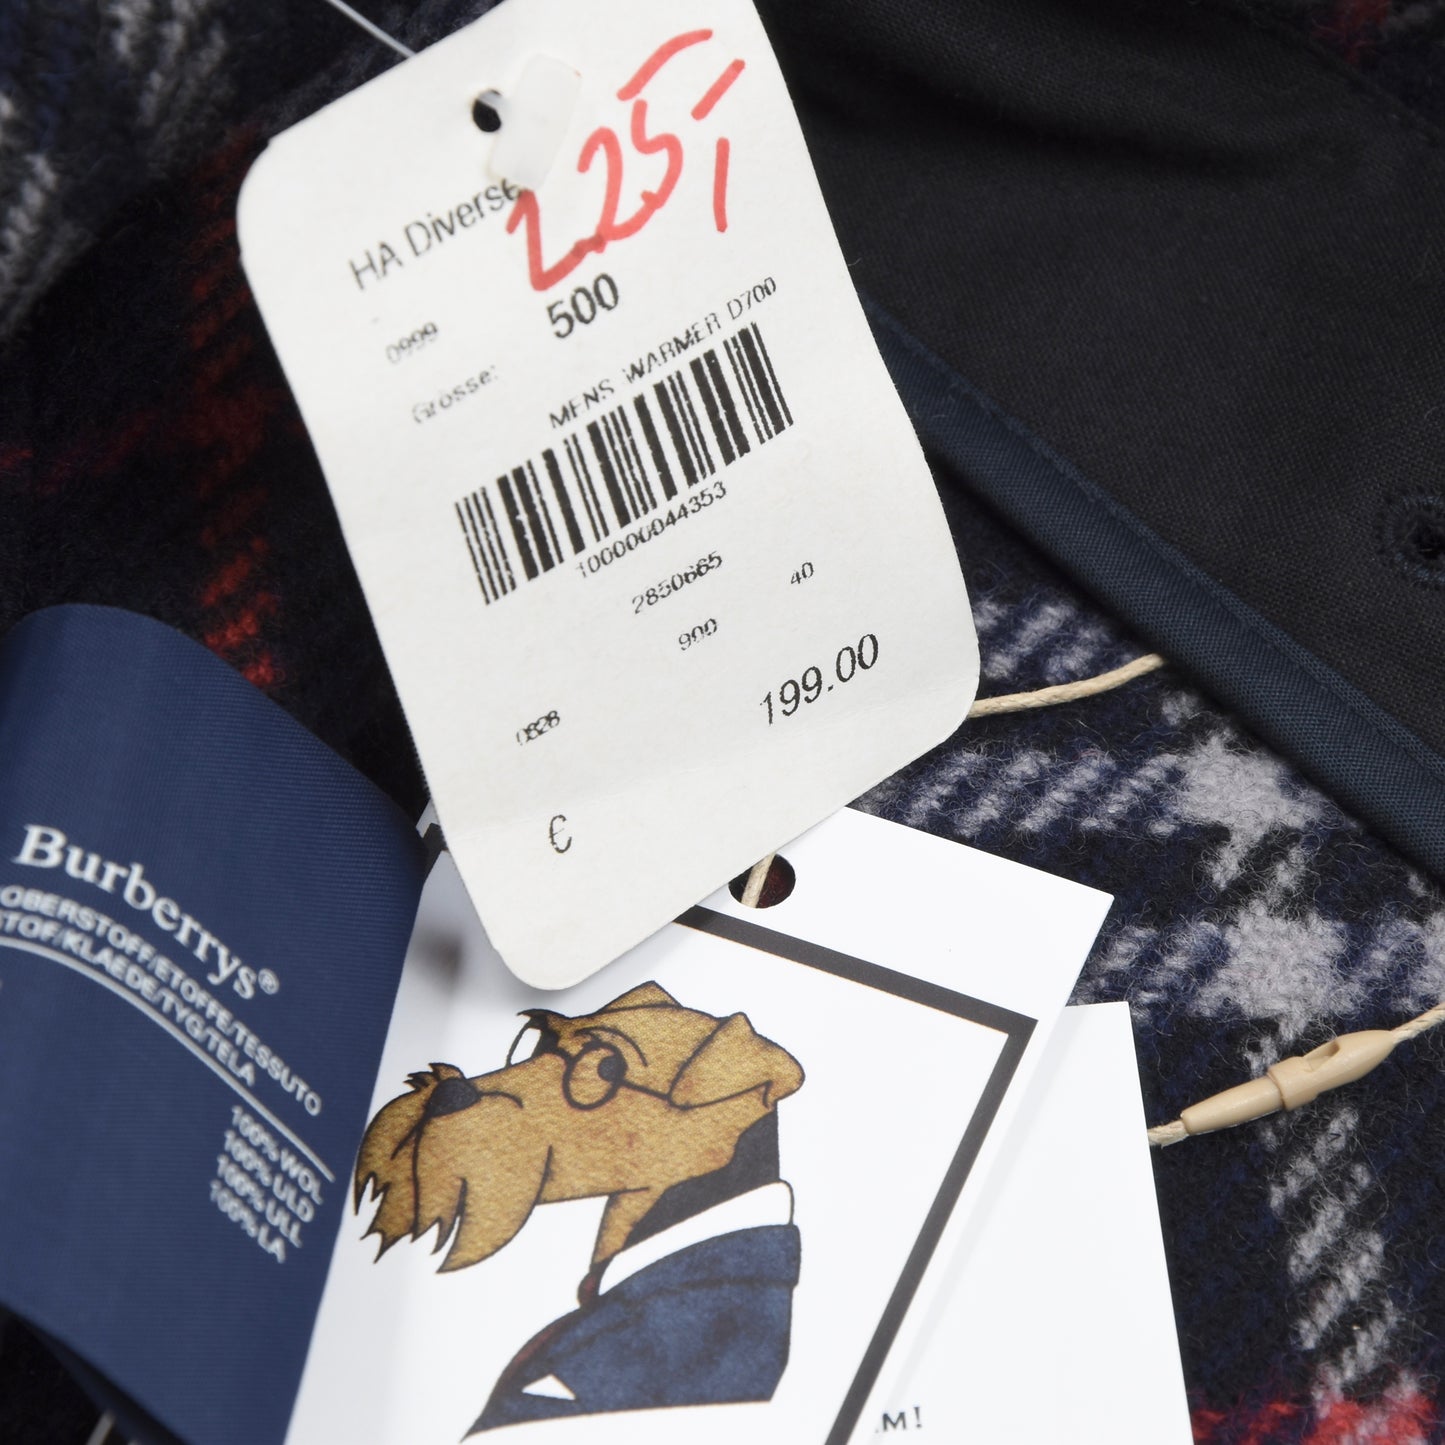 225,-
HA Diverse
500
0999
Grösse:
MENS WARMER D700
100000044353
2850665
40
900
199.00
0828
€
Burberrys®
OBERSTOFF/ETOFFE/TESSUTO
STOF/KLAEDE/TYG/TELA
100% WOL
100% ULD
100% ULL
100% LA
M!